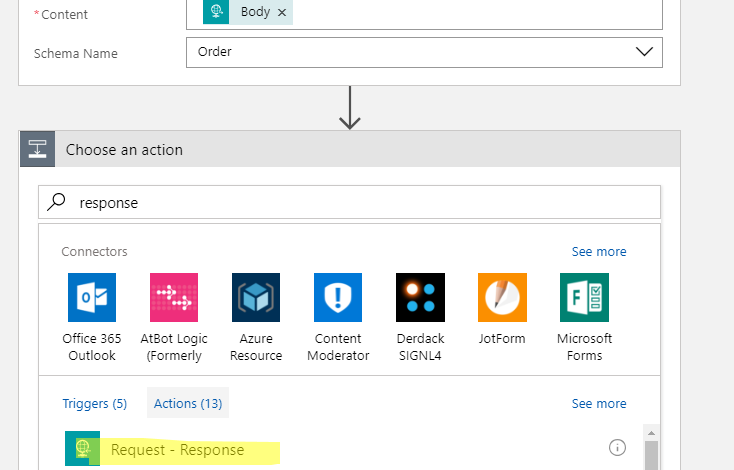 *Content
Body ×
Schema Name
Order
Choose an action
response
Connectors
See more
Office 365
Outlook
AtBot Logic
(Formerly
Azure
Resource
Content
Moderator
Derdack
SIGNL4
JotForm
Microsoft
Forms
Triggers (5)
Actions (13)
See more
Request - Response